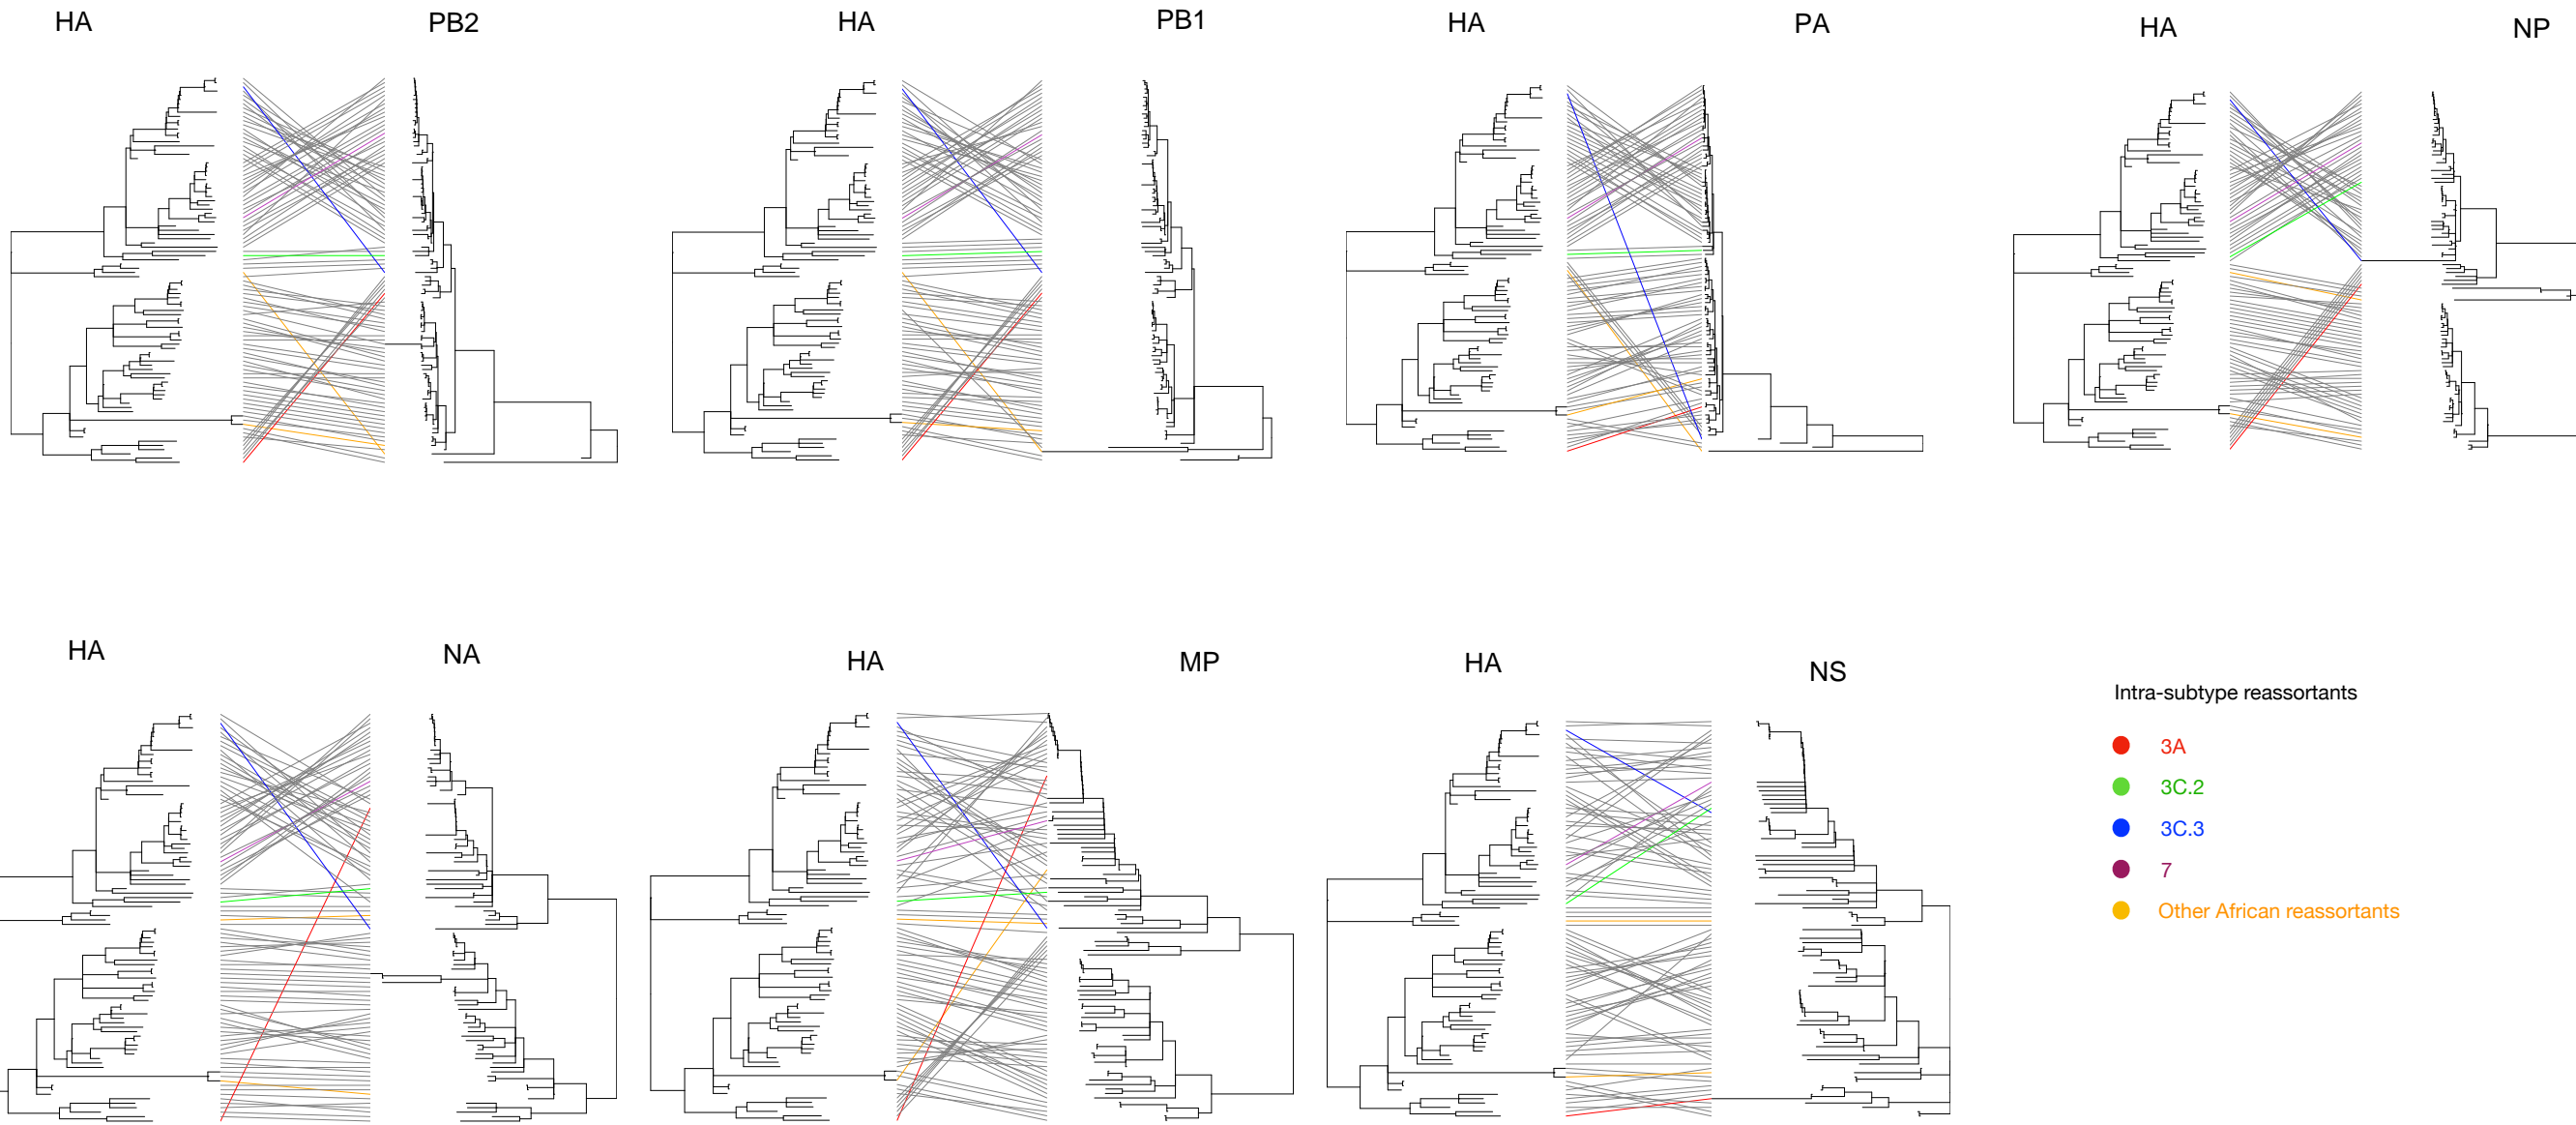 HA PB2 HA PB1 HA PA HA NP
HA NA HA MP HA NS
Intra-subtype reassortants
3A
3C.2
3C.3
7
Other African reassortants